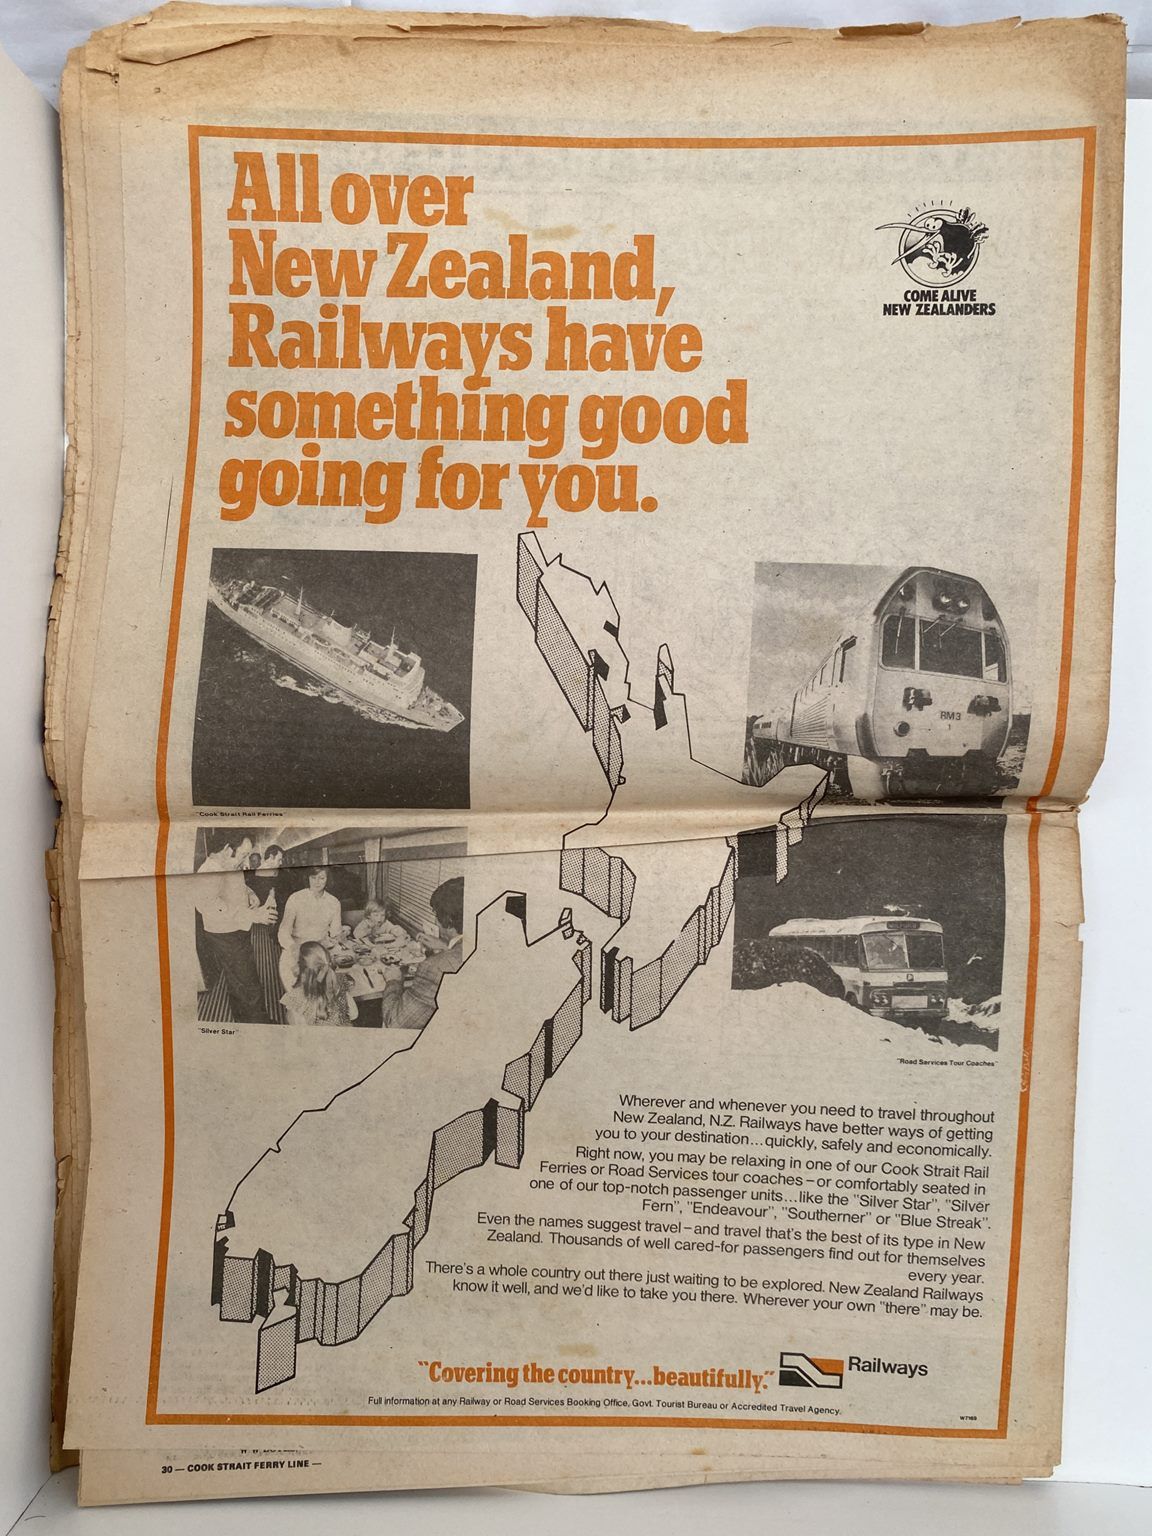 All over
New Zealand,
Railways have
something good
going for you.
COME ALIVE
NEW ZEALANDERS
RM3
1
"Cook Strait Rail Ferries"
"Silver Star"
"Road Services Tour Coaches"
Wherever and whenever you need to travel throughout
New Zealand, N.Z. Railways have better ways of getting
you to your destination...quickly, safely and economically.
Right now, you may be relaxing in one of our Cook Strait Rail
Ferries or Road Services tour coaches – or comfortably seated in
one of our top-notch passenger units...like the "Silver Star", "Silver
Fern", "Endeavour", "Southerner" or "Blue Streak".
Even the names suggest travel – and travel that's the best of its type in New
Zealand. Thousands of well cared-for passengers find out for themselves
every year.
There's a whole country out there just waiting to be explored. New Zealand Railways
know it well, and we'd like to take you there. Wherever your own "there" may be.
"Covering the country...beautifully."
Railways
Full information at any Railway or Road Services Booking Office, Govt. Tourist Bureau or Accredited Travel Agency.
W7169
30 — COOK STRAIT FERRY LINE —